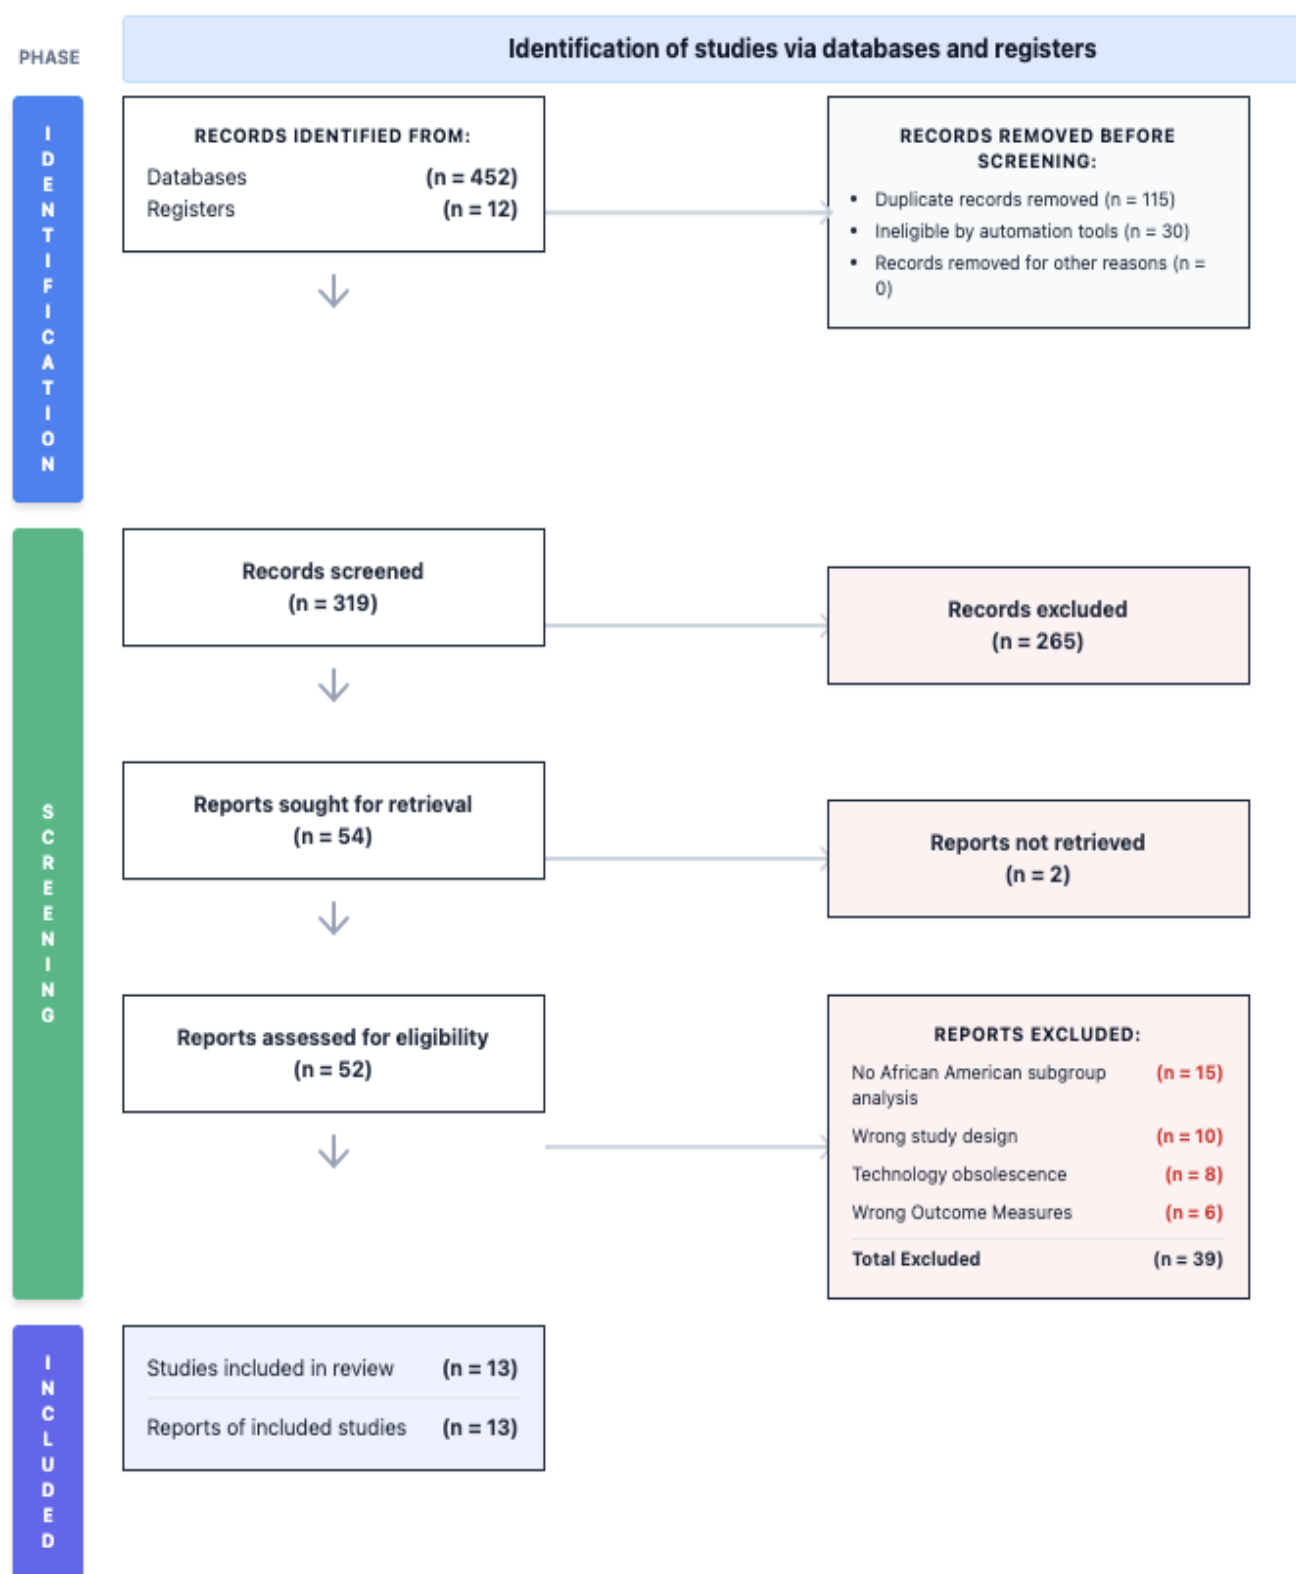 PHASE
Identification of studies via databases and registers
IDENTIFICATION
RECORDS IDENTIFIED FROM:
Databases (n = 452)
Registers (n = 12)
RECORDS REMOVED BEFORE
SCREENING:
• Duplicate records removed (n = 115)
• Ineligible by automation tools (n = 30)
• Records removed for other reasons (n =
0)
SCREENING
Records screened
(n = 319)
Records excluded
(n = 265)
Reports sought for retrieval
(n = 54)
Reports not retrieved
(n = 2)
Reports assessed for eligibility
(n = 52)
REPORTS EXCLUDED:
No African American subgroup (n = 15)
analysis
Wrong study design (n = 10)
Technology obsolescence (n = 8)
Wrong Outcome Measures (n = 6)
Total Excluded (n = 39)
INCLUDED
Studies included in review (n = 13)
Reports of included studies (n = 13)